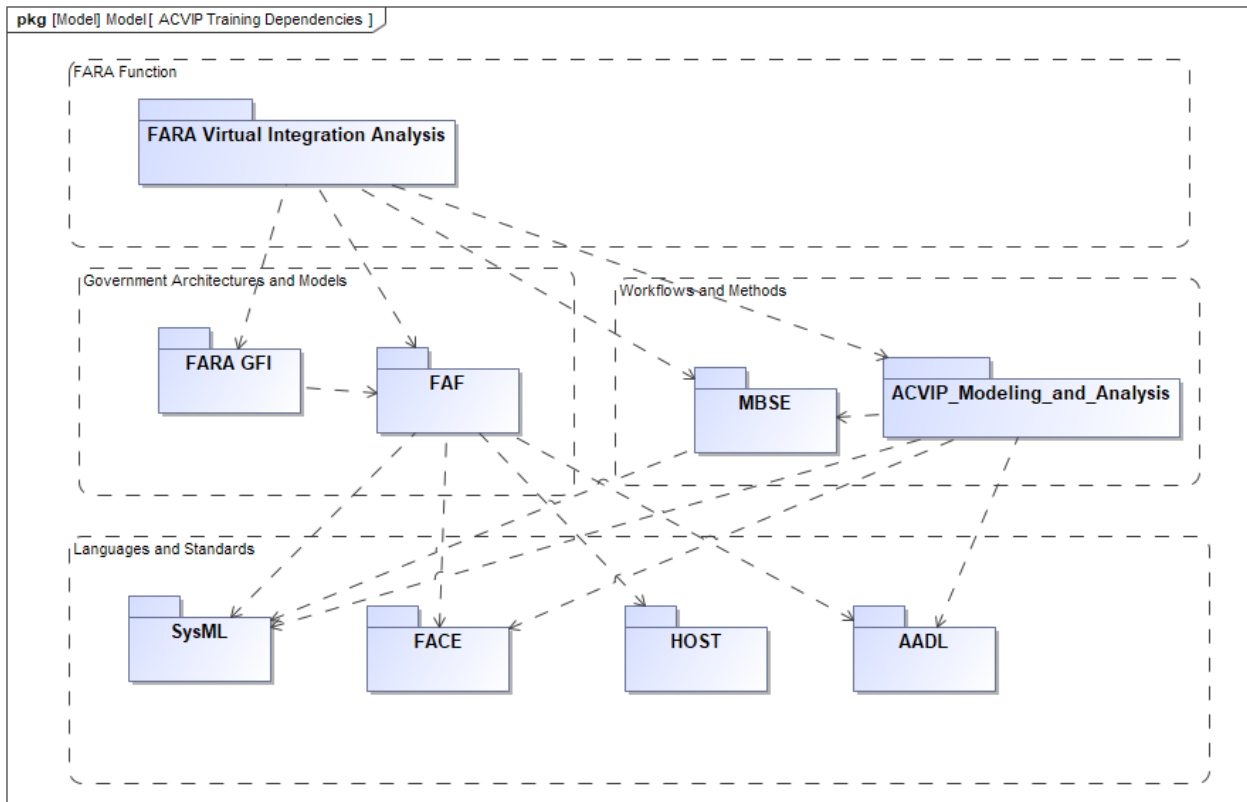 pkg [Model] Model [ ACVIP Training Dependencies ]
FARA Function
FARA Virtual Integration Analysis
Government Architectures and Models
Workflows and Methods
FARA GFI
FAF
MBSE
ACVIP_Modeling_and_Analysis
Languages and Standards
SysML
FACE
HOST
AADL